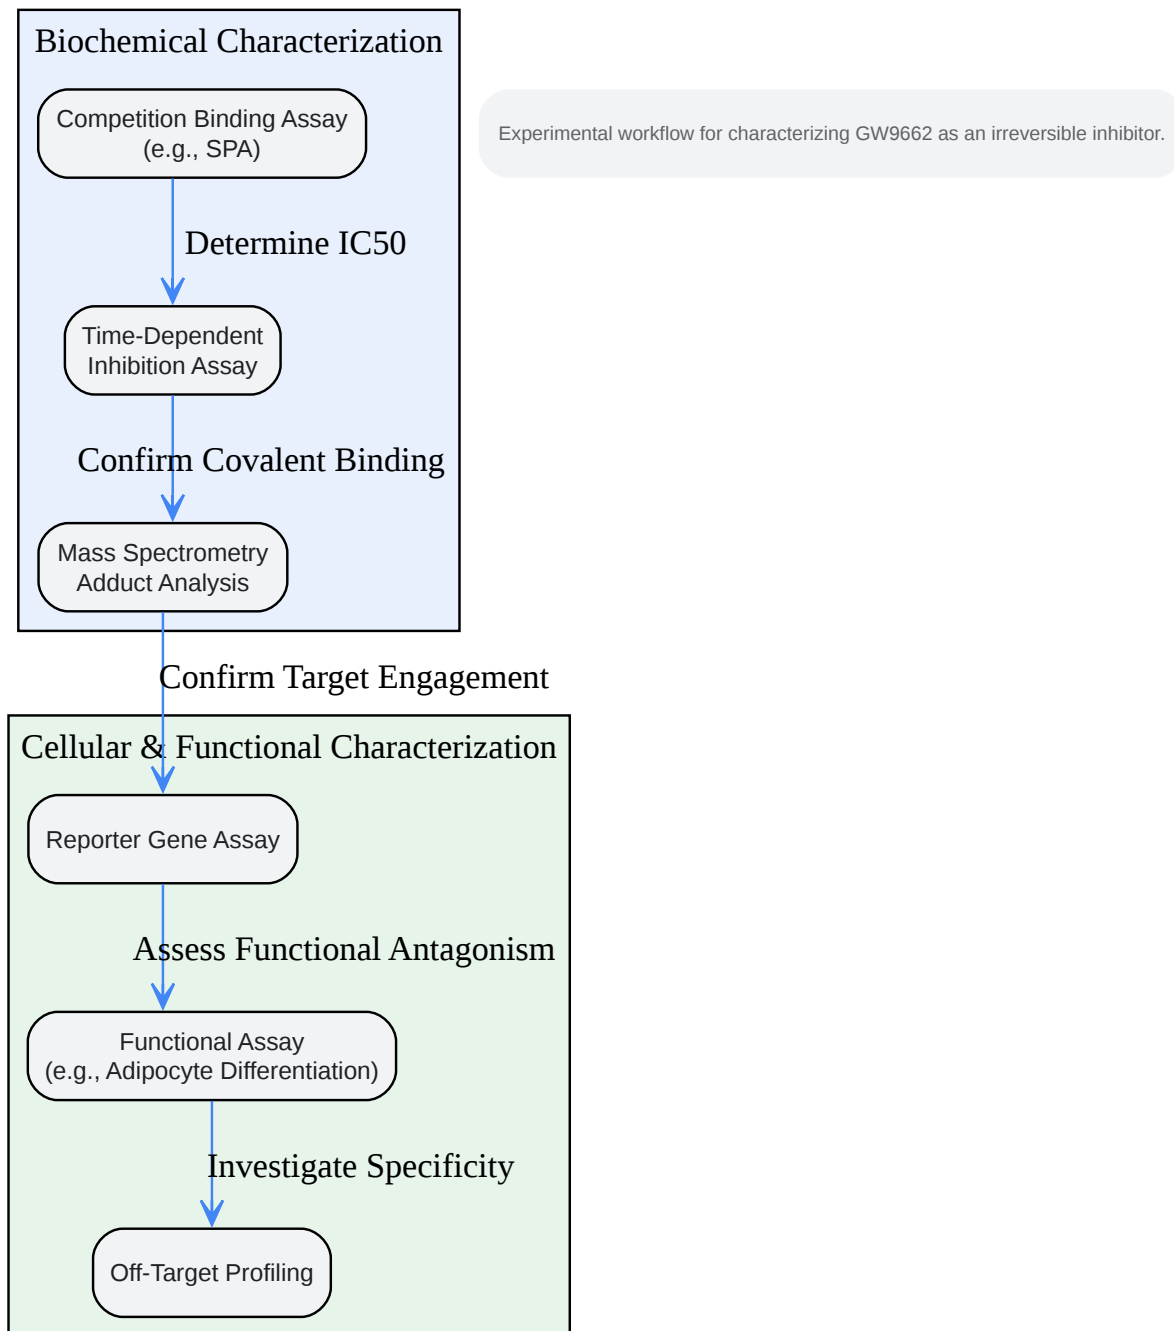 Biochemical Characterization
Competition Binding Assay
(e.g., SPA)
Experimental workflow for characterizing GW9662 as an irreversible inhibitor.
Determine IC50
Time-Dependent
Inhibition Assay
Confirm Covalent Binding
Mass Spectrometry
Adduct Analysis
Confirm Target Engagement
Cellular & Functional Characterization
Reporter Gene Assay
Assess Functional Antagonism
Functional Assay
(e.g., Adipocyte Differentiation)
Investigate Specificity
Off-Target Profiling